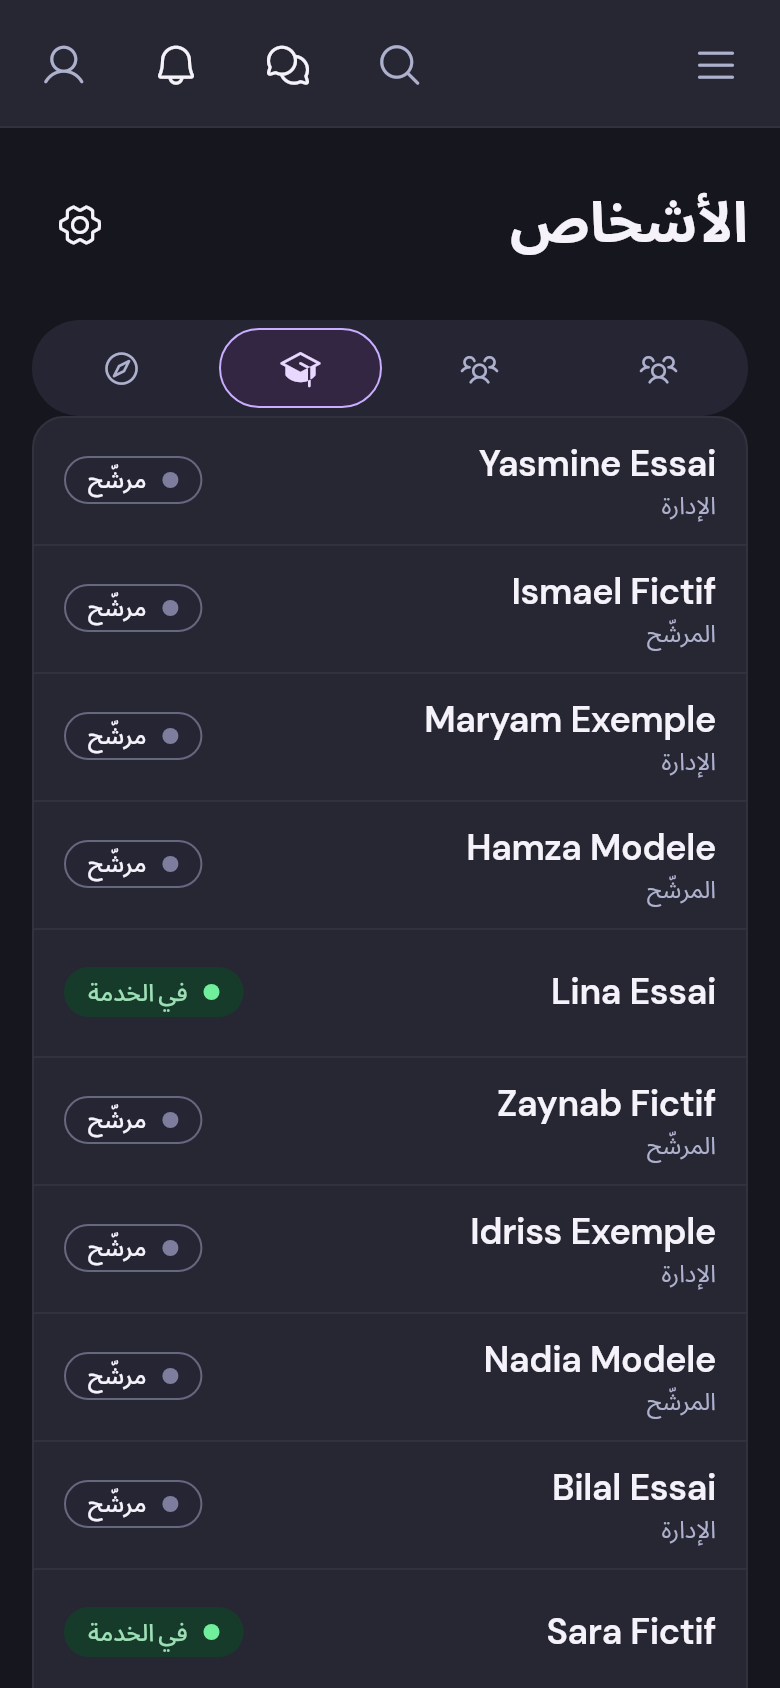 الأشخاص
Yasmine Essai
الإدارة
مرشّح
Ismael Fictif
المرشّح
مرشّح
Maryam Exemple
الإدارة
مرشّح
Hamza Modele
المرشّح
مرشّح
Lina Essai
في الخدمة
Zaynab Fictif
المرشّح
مرشّح
Idriss Exemple
الإدارة
مرشّح
Nadia Modele
المرشّح
مرشّح
Bilal Essai
الإدارة
مرشّح
Sara Fictif
في الخدمة